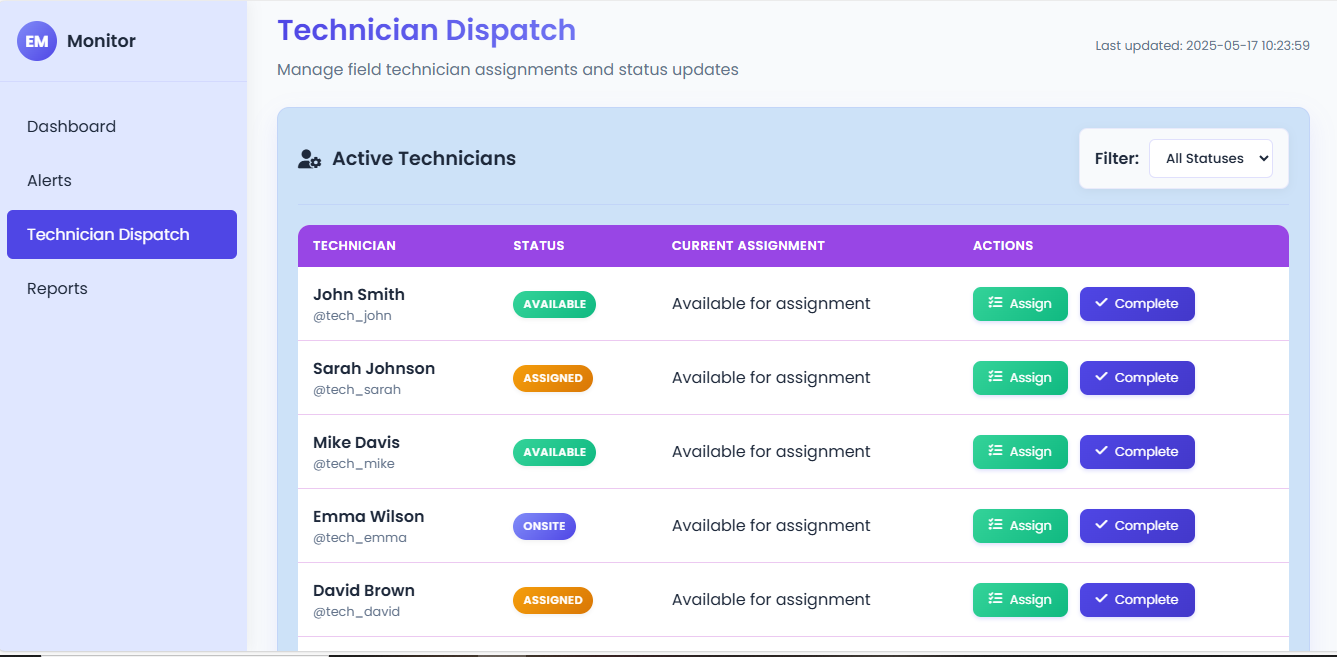 EM Monitor
Dashboard
Alerts
Technician Dispatch
Reports
Technician Dispatch
Manage field technician assignments and status updates
Last updated: 2025-05-17 10:23:59
Active Technicians
Filter: All Statuses
TECHNICIAN STATUS CURRENT ASSIGNMENT ACTIONS
John Smith
@tech_john
AVAILABLE Available for assignment Assign Complete
Sarah Johnson
@tech_sarah
ASSIGNED Available for assignment Assign Complete
Mike Davis
@tech_mike
AVAILABLE Available for assignment Assign Complete
Emma Wilson
@tech_emma
ONSITE Available for assignment Assign Complete
David Brown
@tech_david
ASSIGNED Available for assignment Assign Complete